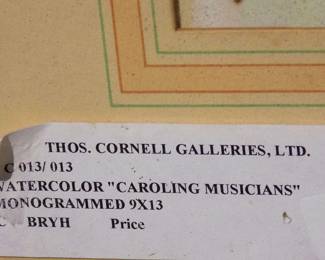 THOS. CORNELL GALLERIES, LTD.
C 013/ 013
WATERCOLOR "CAROLING MUSICIANS"
MONOGRAMMED 9X13
C BRYH Price